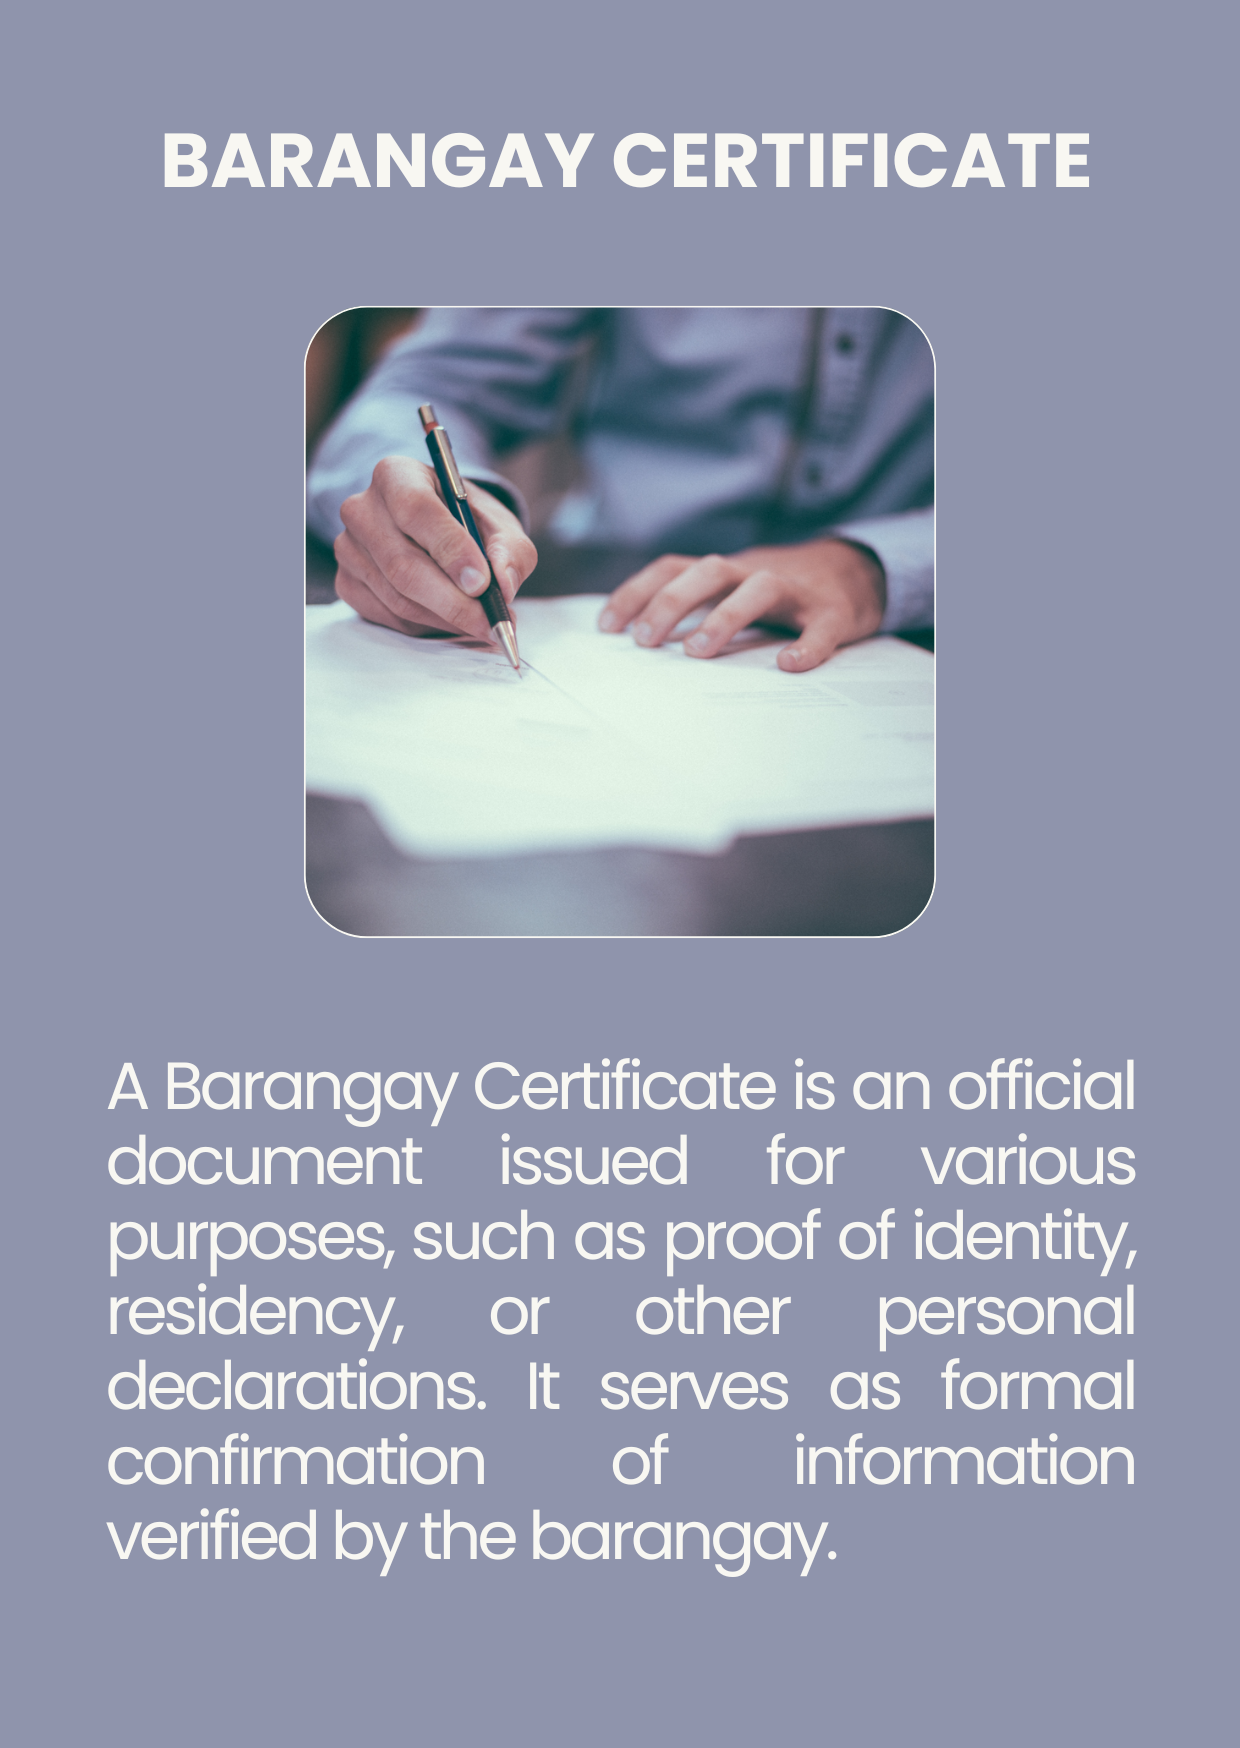 BARANGAY CERTIFICATE
A Barangay Certificate is an official
document issued for various
purposes, such as proof of identity,
residency, or other personal
declarations. It serves as formal
confirmation of information
verified by the barangay.